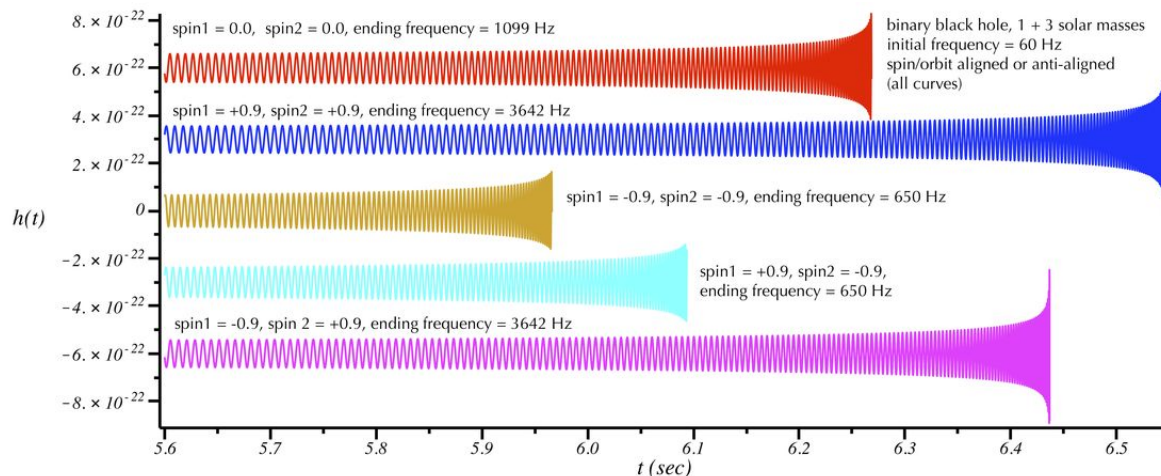 8. × 10⁻²²
spin1 = 0.0, spin2 = 0.0, ending frequency = 1099 Hz
binary black hole, 1 + 3 solar masses
initial frequency = 60 Hz
spin/orbit aligned or anti-aligned
(all curves)
6. × 10⁻²²
4. × 10⁻²²
spin1 = +0.9, spin2 = +0.9, ending frequency = 3642 Hz
2. × 10⁻²²
h(t)
0
spin1 = -0.9, spin2 = -0.9, ending frequency = 650 Hz
−2. × 10⁻²²
spin1 = +0.9, spin2 = -0.9,
ending frequency = 650 Hz
−4. × 10⁻²²
spin1 = -0.9, spin 2 = +0.9, ending frequency = 3642 Hz
−6. × 10⁻²²
−8. × 10⁻²²
5.6 5.7 5.8 5.9 6.0 6.1 6.2 6.3 6.4 6.5
t (sec)